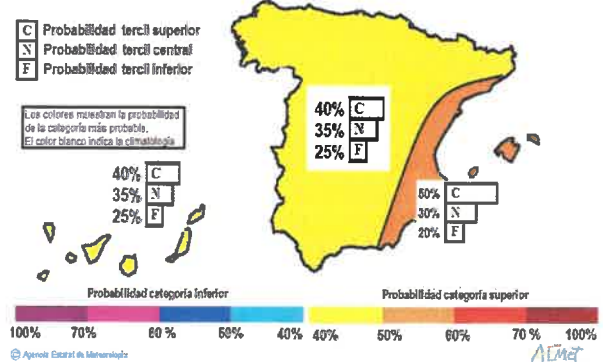 C Probabilidad tercil superior
N Probabilidad tercil central
F Probabilidad tercil inferior
Los colores muestran la probabilidad
de la categoría más probable.
El color blanco indica la climatología
40% C
35% N
25% F
40% C
35% N
25% F
50% C
30% N
20% F
Probabilidad categoría inferior
Probabilidad categoría superior
100% 70% 60 % 50% 40% 40% 50% 60% 70 % 100%
© Agencia Estatal de Meteorología
AEMet